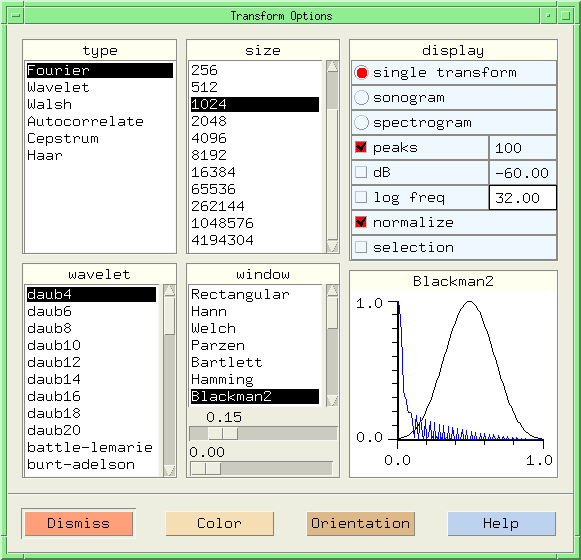 Transform Options
type
Fourier
Wavelet
Walsh
Autocorrelate
Cepstrum
Haar
size
256
512
1024
2048
4096
8192
16384
65536
262144
1048576
4194304
display
single transform
sonogram
spectrogram
peaks 100
dB -60.00
log freq 32.00
normalize
selection
wavelet
daub4
daub6
daub8
daub10
daub12
daub14
daub16
daub18
daub20
battle-lemarie
burt-adelson
window
Rectangular
Hann
Welch
Parzen
Bartlett
Hamming
Blackman2
0.15
0.00
Blackman2
1.0
0.0
0.0 1.0
Dismiss
Color
Orientation
Help